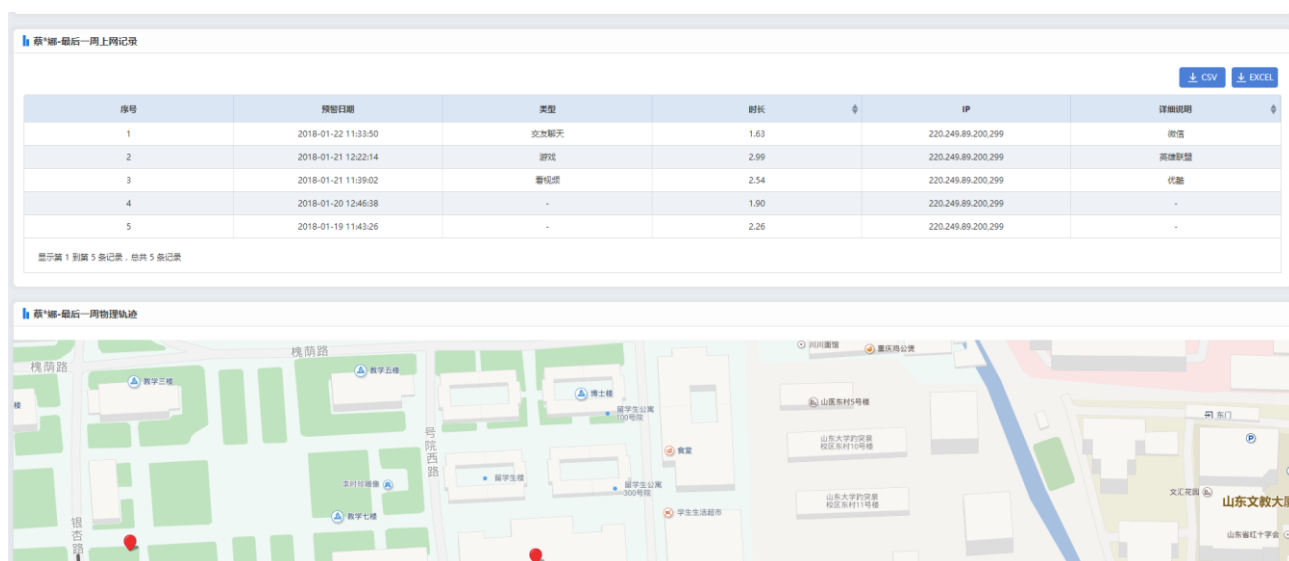 蔡*娜-最后一周上网记录
CSV EXCEL
序号 预警日期 类型 时长 IP 详细说明
1 2018-01-22 11:33:50 交友聊天 1.63 220.249.89.200,299 微信
2 2018-01-21 12:22:14 游戏 2.99 220.249.89.200,299 英雄联盟
3 2018-01-21 11:39:02 看视频 2.54 220.249.89.200,299 优酷
4 2018-01-20 12:46:38 - 1.90 220.249.89.200,299 -
5 2018-01-19 11:43:26 - 2.26 220.249.89.200,299 -
显示第 1 到第 5 条记录，总共 5 条记录
蔡*娜-最后一周物理轨迹
川川面馆
重庆鸡公煲
槐荫路
槐荫路
教学三楼
教学五楼
博士楼
楼
留学生公寓
100号院
山医东村5号楼
东门
P
号院西路
食堂
山东大学趵突泉
校区东村10号楼
留学生楼
李时珍雕像
留学生公寓
300号院
文汇花园
山东文教大厦
山东大学趵突泉
校区东村11号楼
教学七楼
学生生活超市
银杏路
山东省红十字会